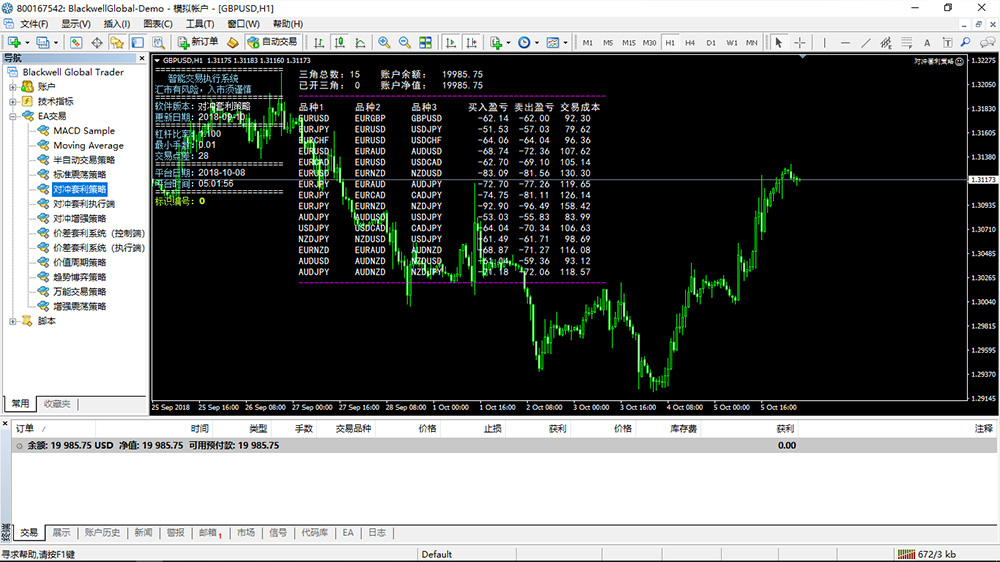 800167542: BlackwellGlobal-Demo - 模拟帐户 - [GBPUSD,H1]
文件(F) 显示(V) 插入(I) 图表(C) 工具(T) 窗口(W) 帮助(H)
新订单 自动交易 A T M1 M5 M15 M30 H1 H4 D1 W1 MN
导航
Blackwell Global Trader
账户
技术指标
EA交易
MACD Sample
Moving Average
半自动交易策略
标准震荡策略
对冲套利策略
对冲套利执行端
对冲增强策略
价差套利系统 (控制端)
价差套利系统 (执行端)
价值周期策略
趋势博弈策略
万能交易策略
增强震荡策略
脚本
常用 收藏夹
GBPUSD,H1 1.31175 1.31183 1.31160 1.31173
对冲套利策略
智能交易执行系统
汇市有风险，入市须谨慎
软件版本: 对冲套利策略
更新日期: 2018-09-10
杠杆比率: 1:100
最小手数: 0.01
交易点差: 28
平台日期: 2018-10-08
平台时间: 05:01:56
标识编号: 0
三角总数: 15 账户余额: 19985.75
已开三角: 0 账户净值: 19985.75
品种1 品种2 品种3 买入盈亏 卖出盈亏 交易成本
EURUSD EURGBP GBPUSD -62.14 -62.00 92.30
EURJPY EURUSD USDJPY -51.53 -57.03 79.62
EURCHF EURUSD USDCHF -64.06 -64.04 96.36
EURUSD EURAUD AUDUSD -68.74 -72.36 107.62
EURCAD EURUSD USDCAD -62.70 -69.10 105.14
EURUSD EURNZD NZDUSD -83.09 -81.56 130.30
EURJPY EURAUD AUDJPY -72.70 -77.26 119.65
EURJPY EURCAD CADJPY -74.75 -81.11 126.14
EURJPY EURNZD NZDJPY -92.90 -96.49 158.42
AUDJPY AUDUSD USDJPY -53.03 -55.83 83.99
USDJPY USDCAD CADJPY -64.04 -70.34 106.63
NZDJPY NZDUSD USDJPY -61.49 -61.71 98.69
EURNZD EURAUD AUDNZD -68.87 -71.27 116.08
AUDUSD AUDNZD NZDUSD -59.36 93.12
AUDJPY AUDNZD NZDJPY -72.06 118.57
1.32275
1.32050
1.31830
1.31605
1.31380
1.31173
1.30935
1.30710
1.30485
1.30265
1.30040
1.29815
1.29590
1.29370
1.29145
25 Sep 2018 25 Sep 16:00 26 Sep 08:00 27 Sep 00:00 27 Sep 16:00 28 Sep 08:00 1 Oct 00:00 1 Oct 16:00 2 Oct 08:00 3 Oct 00:00 3 Oct 16:00 4 Oct 08:00 5 Oct 00:00 5 Oct 16:00
订单 / 时间 类型 手数 交易品种 价格 止损 获利 价格 库存费 获利 注释
余额: 19 985.75 USD 净值: 19 985.75 可用预付款: 19 985.75 0.00
交易 展示 账户历史 新闻 警报 邮箱1 市场 信号 代码库 EA 日志
寻求帮助,请按F1键 Default 672/3 kb